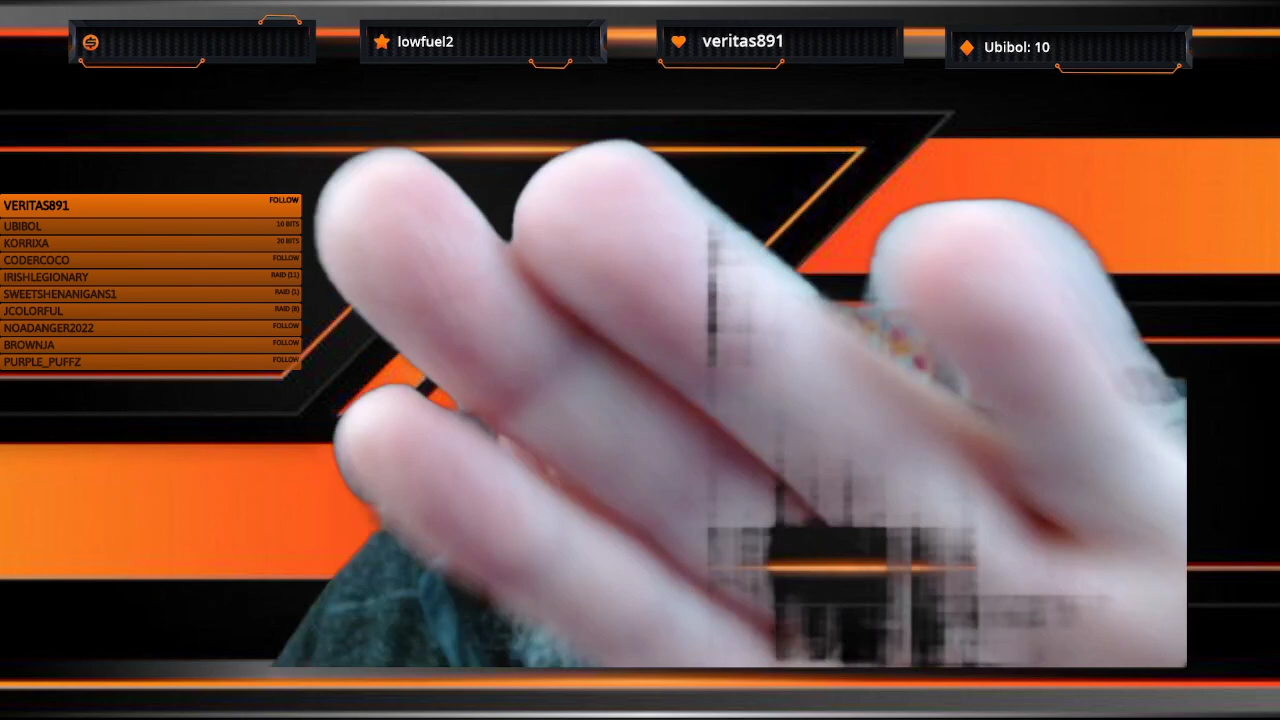 lowfuel2
veritas891
Ubibol: 10
VERITAS891 FOLLOW
UBIBOL 10 BITS
KORRIXA 20 BITS
CODERCOCO FOLLOW
IRISHLEGIONARY RAID (11)
SWEETSHENANIGANS1 RAID (1)
JCOLORFUL RAID (8)
NOADANGER2022 FOLLOW
BROWNJA FOLLOW
PURPLE_PUFFZ FOLLOW